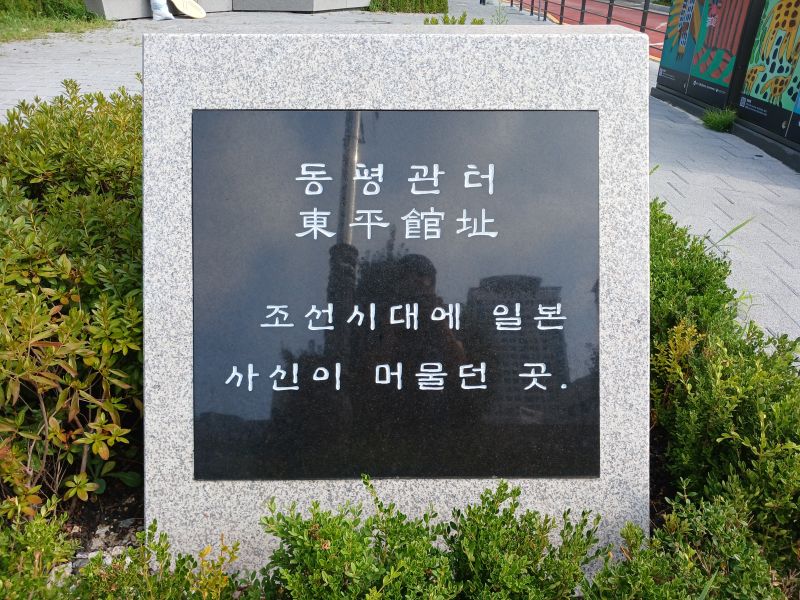 동평관터
東平館址
조선시대에 일본
사신이 머물던 곳.